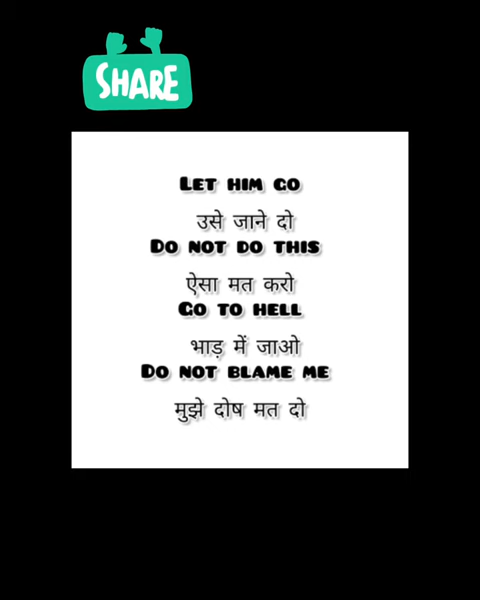 SHARE
LET HIM GO
उसे जाने दो
DO NOT DO THIS
ऐसा मत करो
GO TO HELL
भाड़ में जाओ
DO NOT BLAME ME
मुझे दोष मत दो